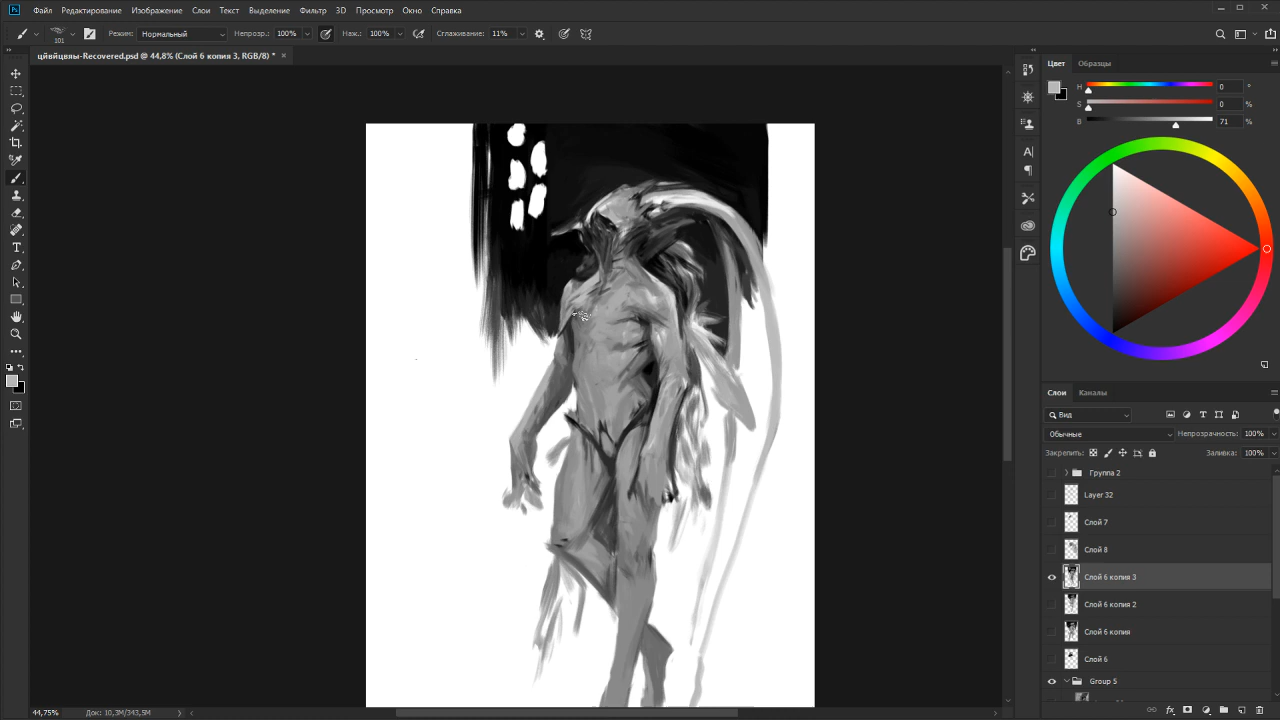 Ps Файл Редактирование Изображение Слои Текст Выделение Фильтр 3D Просмотр Окно Справка
101 Режим: Нормальный Непрозр.: 100% Наж.: 100% Сглаживание: 11%
цйвйцвяы-Recovered.psd @ 44,8% (Слой 6 копия 3, RGB/8) *
Цвет Образцы
H 0 °
S 0 %
B 71 %
Слои Каналы
Вид
Обычные Непрозрачность: 100%
Закрепить: Заливка: 100%
Группа 2
Layer 32
Слой 7
Слой 8
Слой 6 копия 3
Слой 6 копия 2
Слой 6 копия
Слой 6
Group 5
44,75% Док: 10,3M/343,5M